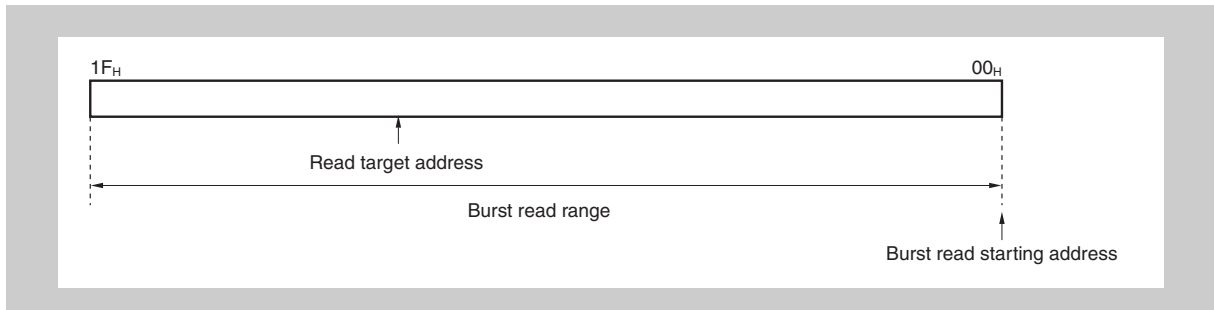 1FH
00H
Read target address
Burst read range
Burst read starting address